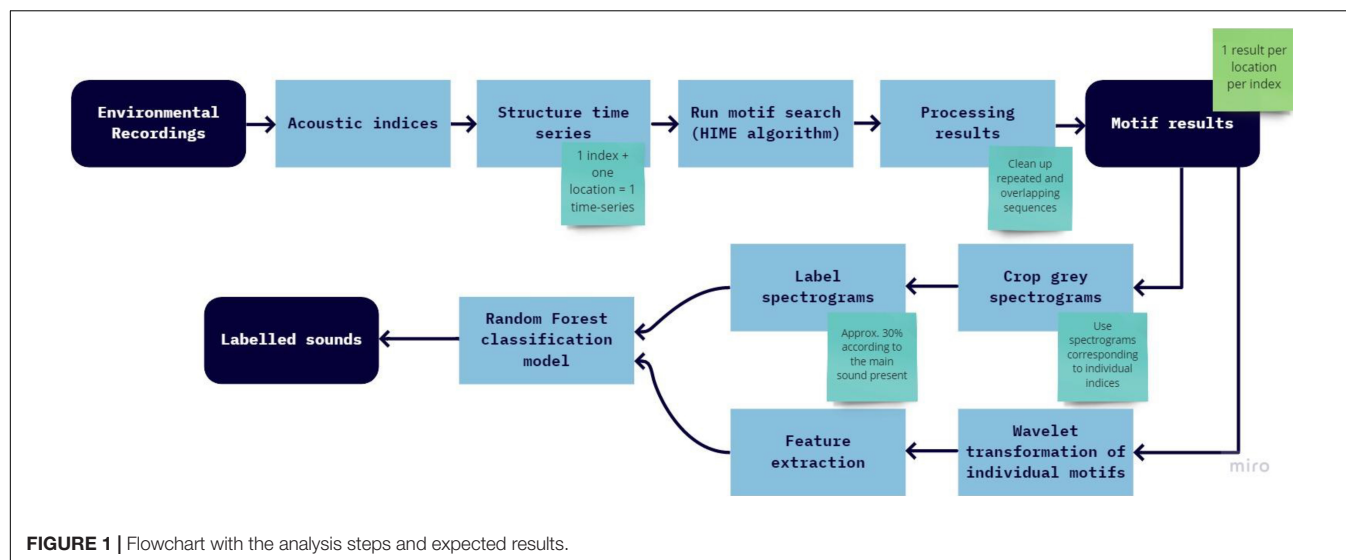 1 result per
location
per index
Environmental
Recordings
Acoustic indices
Structure time
series
1 index +
one
location = 1
time-series
Run motif search
(HIME algorithm)
Processing
results
Clean up
repeated and
overlapping
sequences
Motif results
Crop grey
spectrograms
Use
spectrograms
corresponding
to individual
indices
Label
spectrograms
Approx. 30%
according to
the main
sound present
Wavelet
transformation of
individual motifs
Feature
extraction
Random Forest
classification
model
Labelled sounds
miro
FIGURE 1 | Flowchart with the analysis steps and expected results.